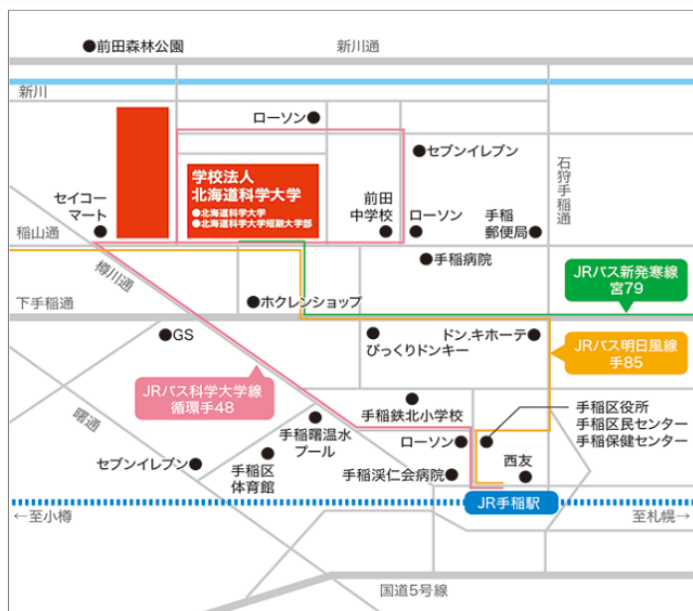 ●前田森林公園
新川通
新川
ローソン●
学校法人
北海道科学大学
●北海道科学大学
●北海道科学大学短期大学部
●セブンイレブン
石狩手稲通
セイコー
マート●
前田
中学校●
●ローソン
手稲
郵便局●
稲山通
樽川通
●手稲病院
JRバス新発寒線
宮79
下手稲通
●ホクレンショップ
●GS
●びっくりドンキー
ドン.キホーテ●
JRバス明日風線
手85
JRバス科学大学線
循環手48
曙通
手稲鉄北小学校
手稲曙温水
プール
ローソン●
手稲区役所
手稲区民センター
手稲保健センター
セブンイレブン●
手稲区
体育館
手稲渓仁会病院●
西友
JR手稲駅
←至小樽
至札幌→
国道5号線